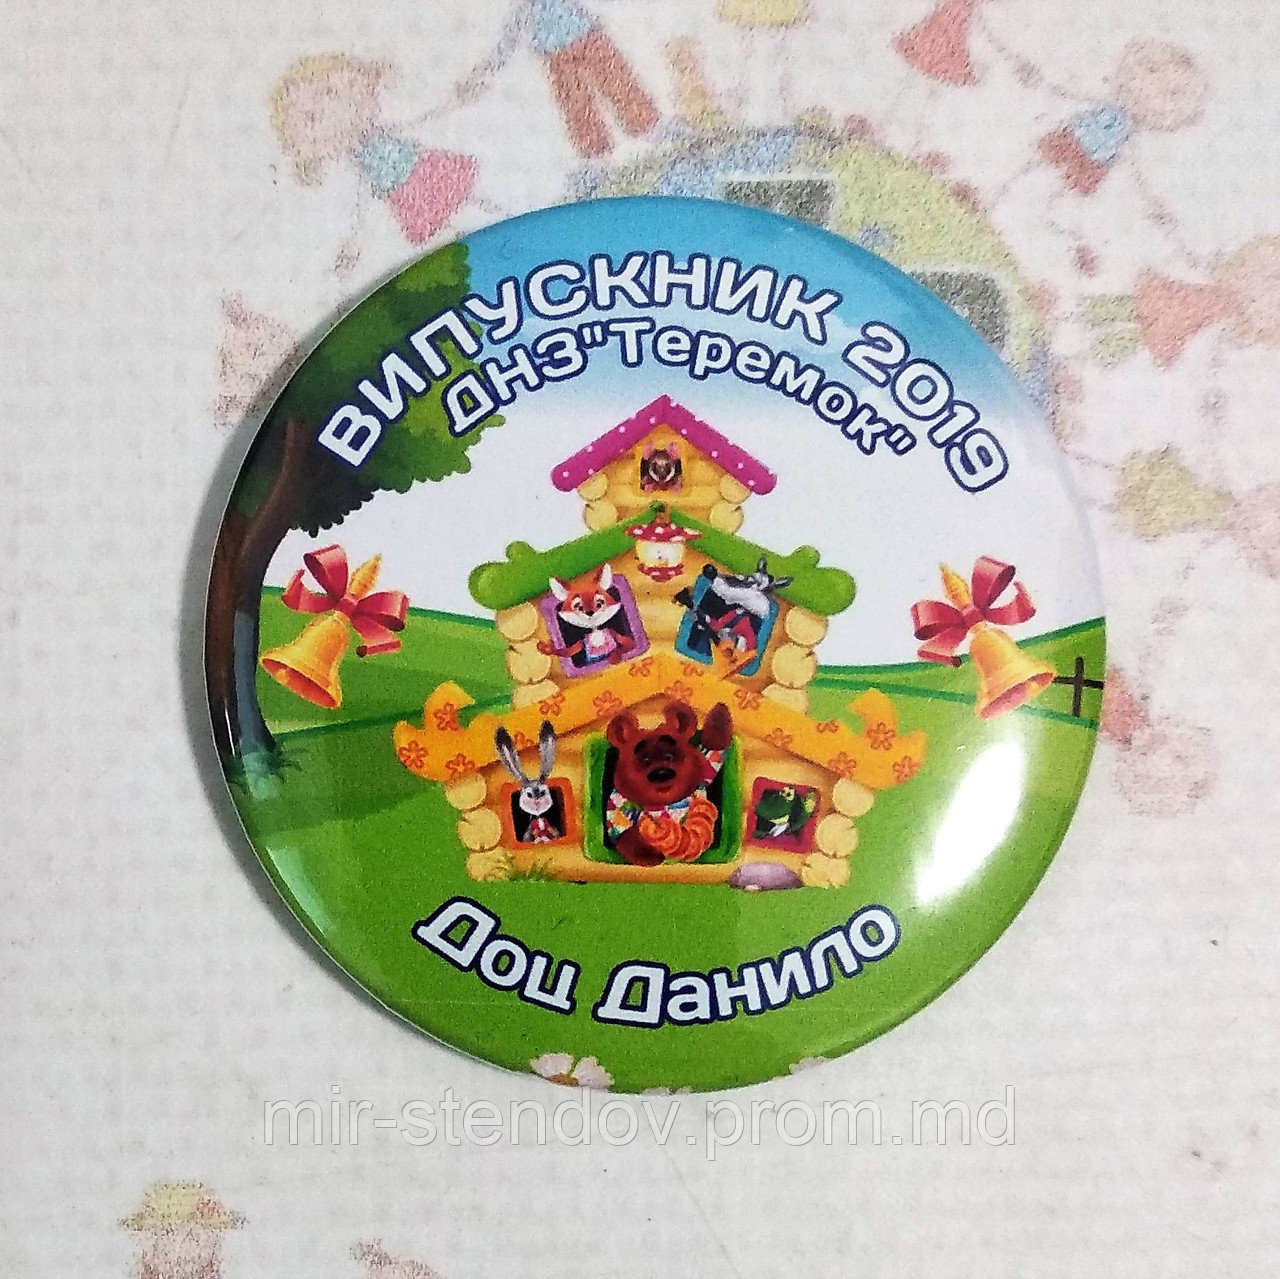 ВИПУСКНИК 2019
ДНЗ"Теремок"
Доц Данило
mir-stendov.prom.md